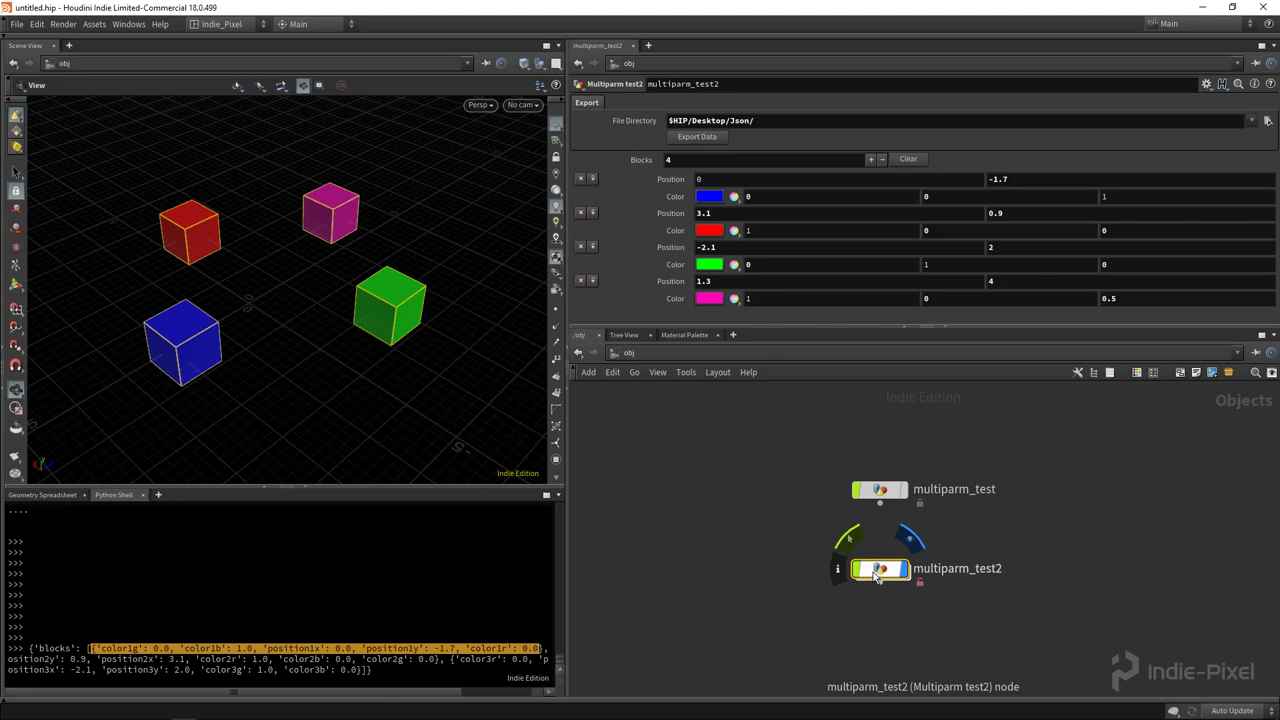 untitled.hip - Houdini Indie Limited-Commercial 18.0.499
File Edit Render Assets Windows Help Indie_Pixel Main Main
Scene View
obj
View
Persp No cam
Indie Edition
multiparm_test2
obj
Multiparm test2 multiparm_test2
Export
File Directory $HIP/Desktop/Json/
Export Data
Blocks 4 Clear
Position 0 -1.7
Color 0 0 1
Position 3.1 0.9
Color 1 0 0
Position -2.1 2
Color 0 1 0
Position 1.3 4
Color 1 0 0.5
/obj Tree View Material Palette
obj
Add Edit Go View Tools Layout Help
Indie Edition Objects
multiparm_test
multiparm_test2
Indie-Pixel
multiparm_test2 (Multiparm test2) node
Geometry Spreadsheet Python Shell
....
>>>
>>>
>>>
>>>
>>>
>>>
>>>
>>>
>>>
>>>
>>> {'blocks': [{'color1g': 0.0, 'color1b': 1.0, 'position1x': 0.0, 'position1y': -1.7, 'color1r': 0.0},
osition2y': 0.9, 'position2x': 3.1, 'color2r': 1.0, 'color2b': 0.0, 'color2g': 0.0}, {'color3r': 0.0, 'p
osition3x': -2.1, 'position3y': 2.0, 'color3g': 1.0, 'color3b': 0.0}]}
Indie Edition
Auto Update